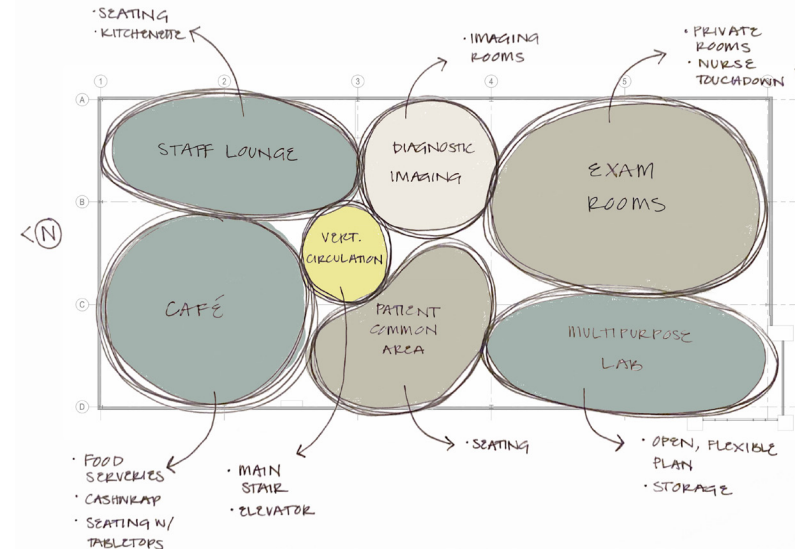 · SEATING
· KITCHENETTE
· IMAGING
ROOMS
· PRIVATE
ROOMS
· NURSE
TOUCHDOWN
1
2
3
4
5
A
B
C
D
N
STAFF LOUNGE
DIAGNOSTIC
IMAGING
EXAM
ROOMS
VERT.
CIRCULATION
CAFÉ
PATIENT
COMMON
AREA
MULTIPURPOSE
LAB
· FOOD
SERVERIES
· CASHNRAP
· SEATING W/
TABLETOPS
· MAIN
STAIR
· ELEVATOR
· SEATING
· OPEN, FLEXIBLE
PLAN
· STORAGE